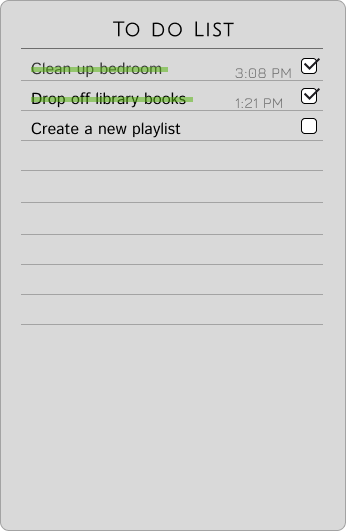 To do List
Clean up bedroom 3:08 PM
Drop off library books 1:21 PM
Create a new playlist